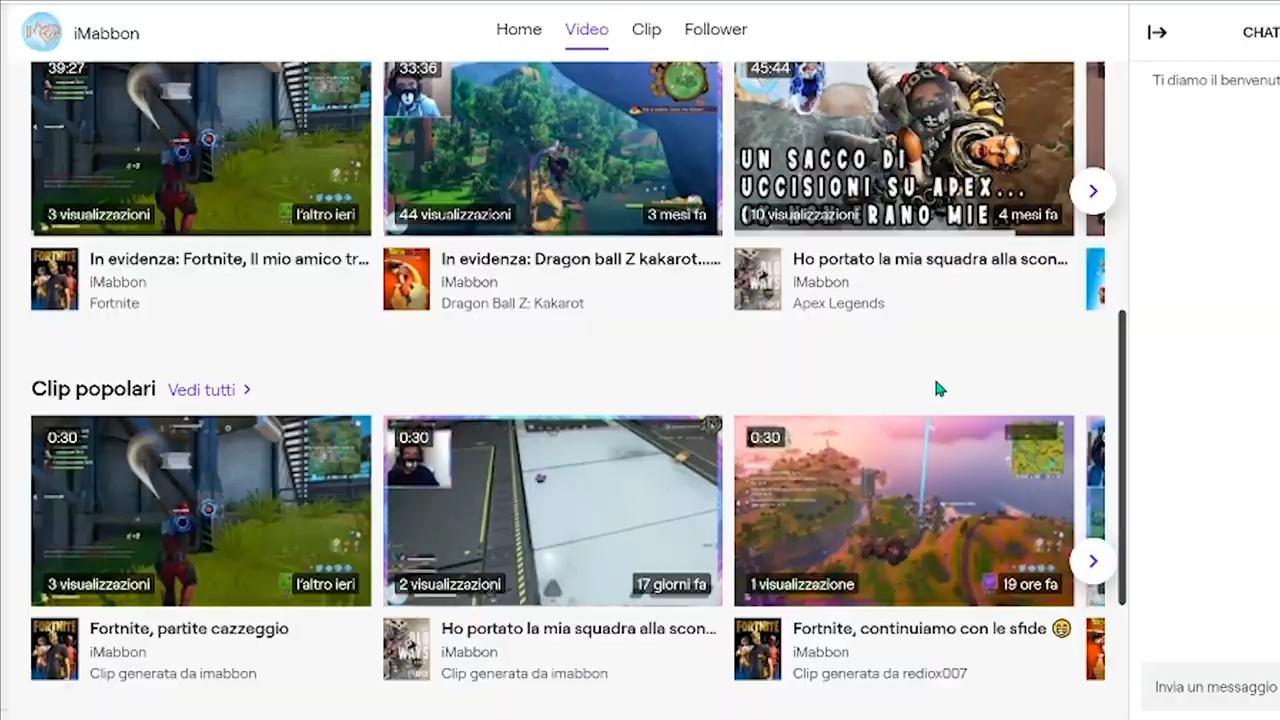 iMabbon
Home Video Clip Follower
CHAT
Ti diamo il benvenut
39:27
3 visualizzazioni
l'altro ieri
In evidenza: Fortnite, Il mio amico tr...
iMabbon
Fortnite
33:36
44 visualizzazioni
3 mesi fa
In evidenza: Dragon ball Z kakarot......
iMabbon
Dragon Ball Z: Kakarot
45:44
UN SACCO DI
UCCISIONI SU APEX...
RANO MIE
10 visualizzazioni
4 mesi fa
Ho portato la mia squadra alla scon...
iMabbon
Apex Legends
Clip popolari Vedi tutti
0:30
3 visualizzazioni
l'altro ieri
FORTNITE
Fortnite, partite cazzeggio
iMabbon
Clip generata da imabbon
0:30
2 visualizzazioni
17 giorni fa
Ho portato la mia squadra alla scon...
iMabbon
Clip generata da imabbon
0:30
1 visualizzazione
19 ore fa
FORTNITE
Fortnite, continuiamo con le sfide 😁
iMabbon
Clip generata da rediox007
Invia un messaggio